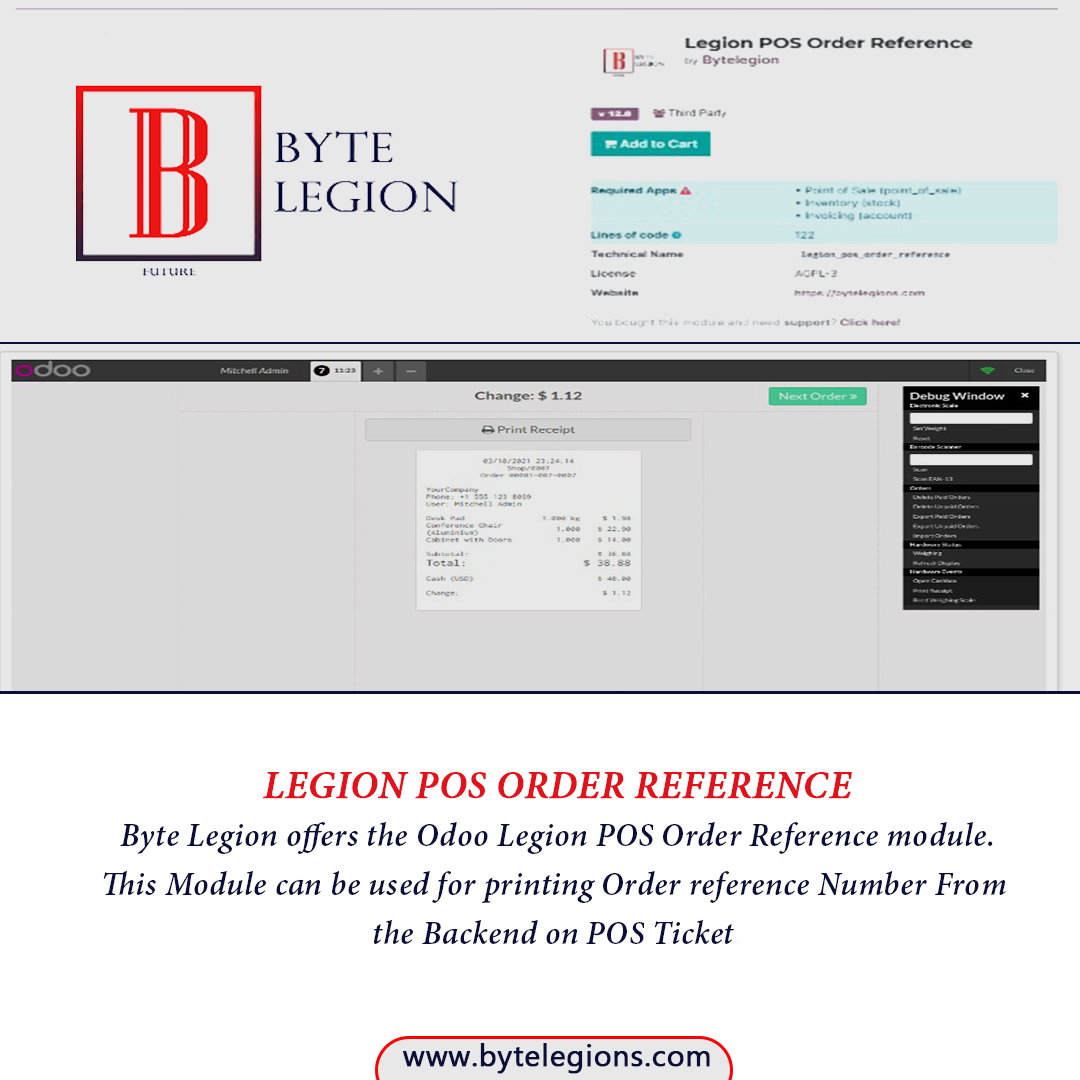 B
BYTE
LEGION
FUTURE
Legion POS Order Reference
by Bytelegion
v 12.0 Third Party
Add to Cart
Required Apps • Point of Sale (point_of_sale)
• Inventory (stock)
• Invoicing (account)
Lines of code 122
Technical Name legion_pos_order_reference
License AGPL-3
Website https://bytelegions.com
You bought this module and need support? Click here!
odoo Mitchell Admin 7 11:23 + − Close
Change: $ 1.12 Next Order »
Print Receipt
03/18/2021 23:24:14
Shop/0007
Order 00001-007-0002
YourCompany
Phone: +1 555 123 8069
User: Mitchell Admin
Desk Pad 1.000 kg $ 1.98
Conference Chair
(Aluminium) 1.000 $ 22.90
Cabinet with Doors 1.000 $ 14.00
Subtotal: $ 38.88
Total: $ 38.88
Cash (USD) $ 40.00
Change: $ 1.12
Debug Window ×
Electronic Scale
Set Weight
Reset
Barcode Scanner
Scan
Scan EAN-13
Orders
Delete Paid Orders
Delete Unpaid Orders
Export Paid Orders
Export Unpaid Orders
Import Orders
Hardware Status
Weighing
Refresh Display
Hardware Events
Open Cashbox
Print Receipt
Read Weighing Scale
LEGION POS ORDER REFERENCE
Byte Legion offers the Odoo Legion POS Order Reference module.
This Module can be used for printing Order reference Number From
the Backend on POS Ticket
www.bytelegions.com